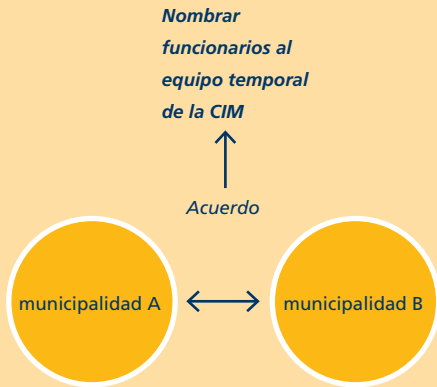 Nombrar
funcionarios al
equipo temporal
de la CIM
Acuerdo
municipalidad A
municipalidad B